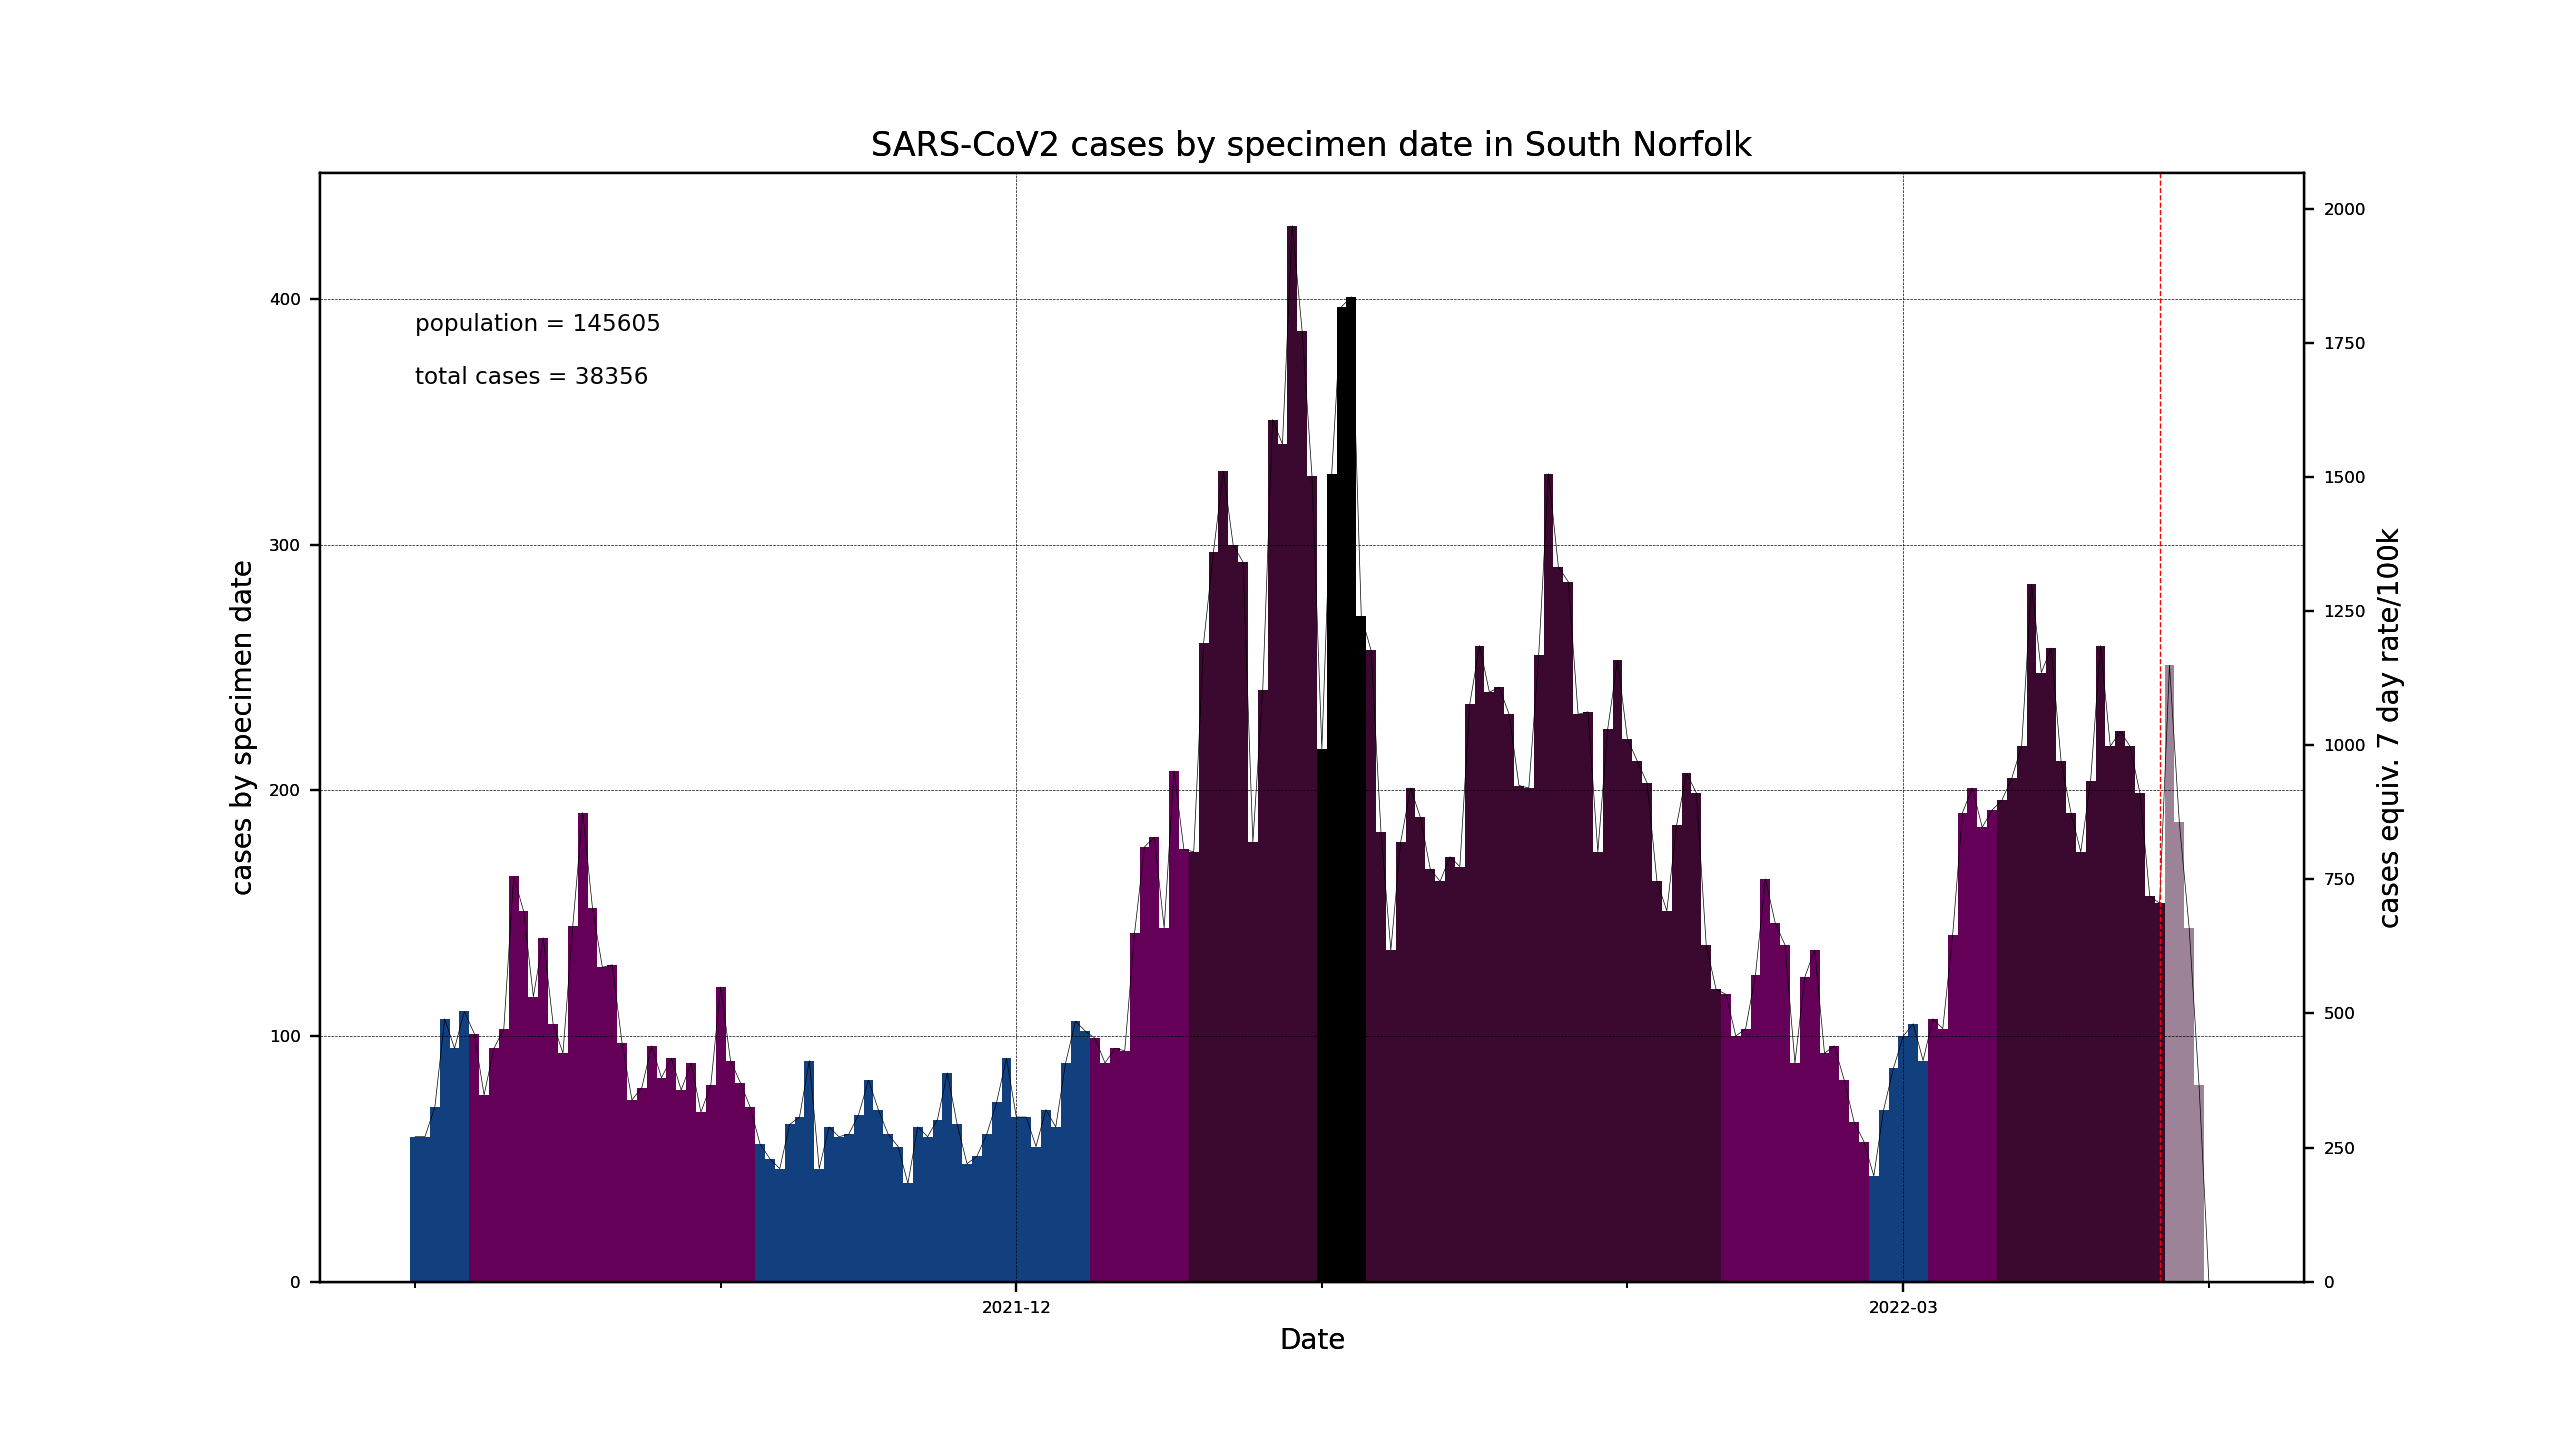 SARS-CoV2 cases by specimen date in South Norfolk
population = 145605
total cases = 38356
cases by specimen date
400
300
200
100
0
2000
1750
1500
1250
1000
750
500
250
0
cases equiv. 7 day rate/100k
2021-12
2022-03
Date